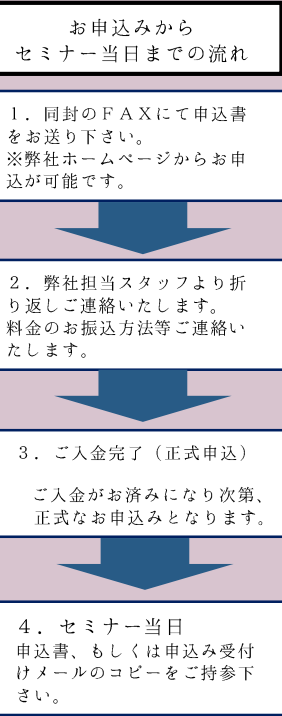 お申込みから
セミナー当日までの流れ
１．同封のＦＡＸにて申込書
をお送り下さい。
※弊社ホームページからお申
込が可能です。
２．弊社担当スタッフより折
り返しご連絡いたします。
料金のお振込方法等ご連絡い
たします。
３．ご入金完了（正式申込）
ご入金がお済みになり次第、
正式なお申込みとなります。
４．セミナー当日
申込書、もしくは申込み受付
けメールのコピーをご持参下
さい。